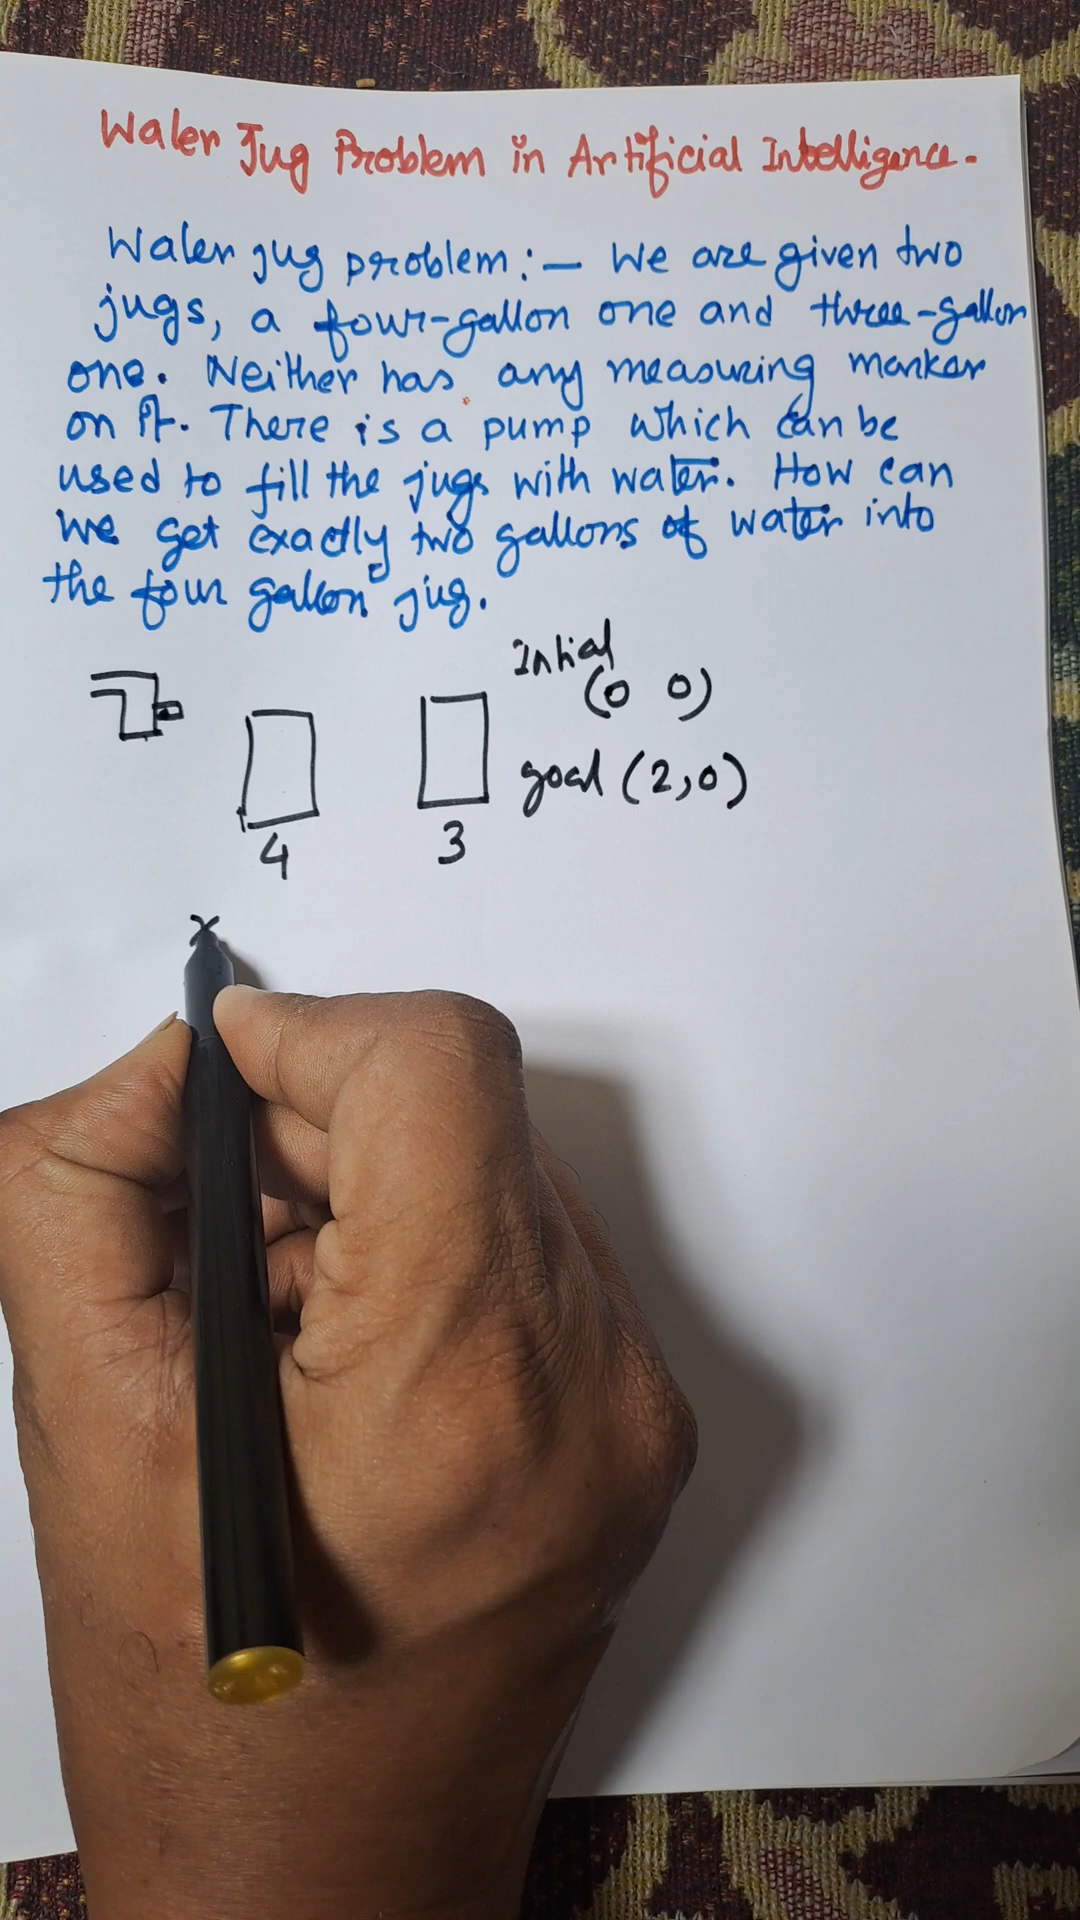 Water Jug Problem in Artificial Intelligence.
Water jug problem :- We are given two
jugs, a four-gallon one and three-gallon
one. Neither has any measuring marker
on it. There is a pump which can be
used to fill the jugs with water. How can
we get exactly two gallons of water into
the four gallon jug.
Intial
(0 0)
goal (2,0)
4
3
x